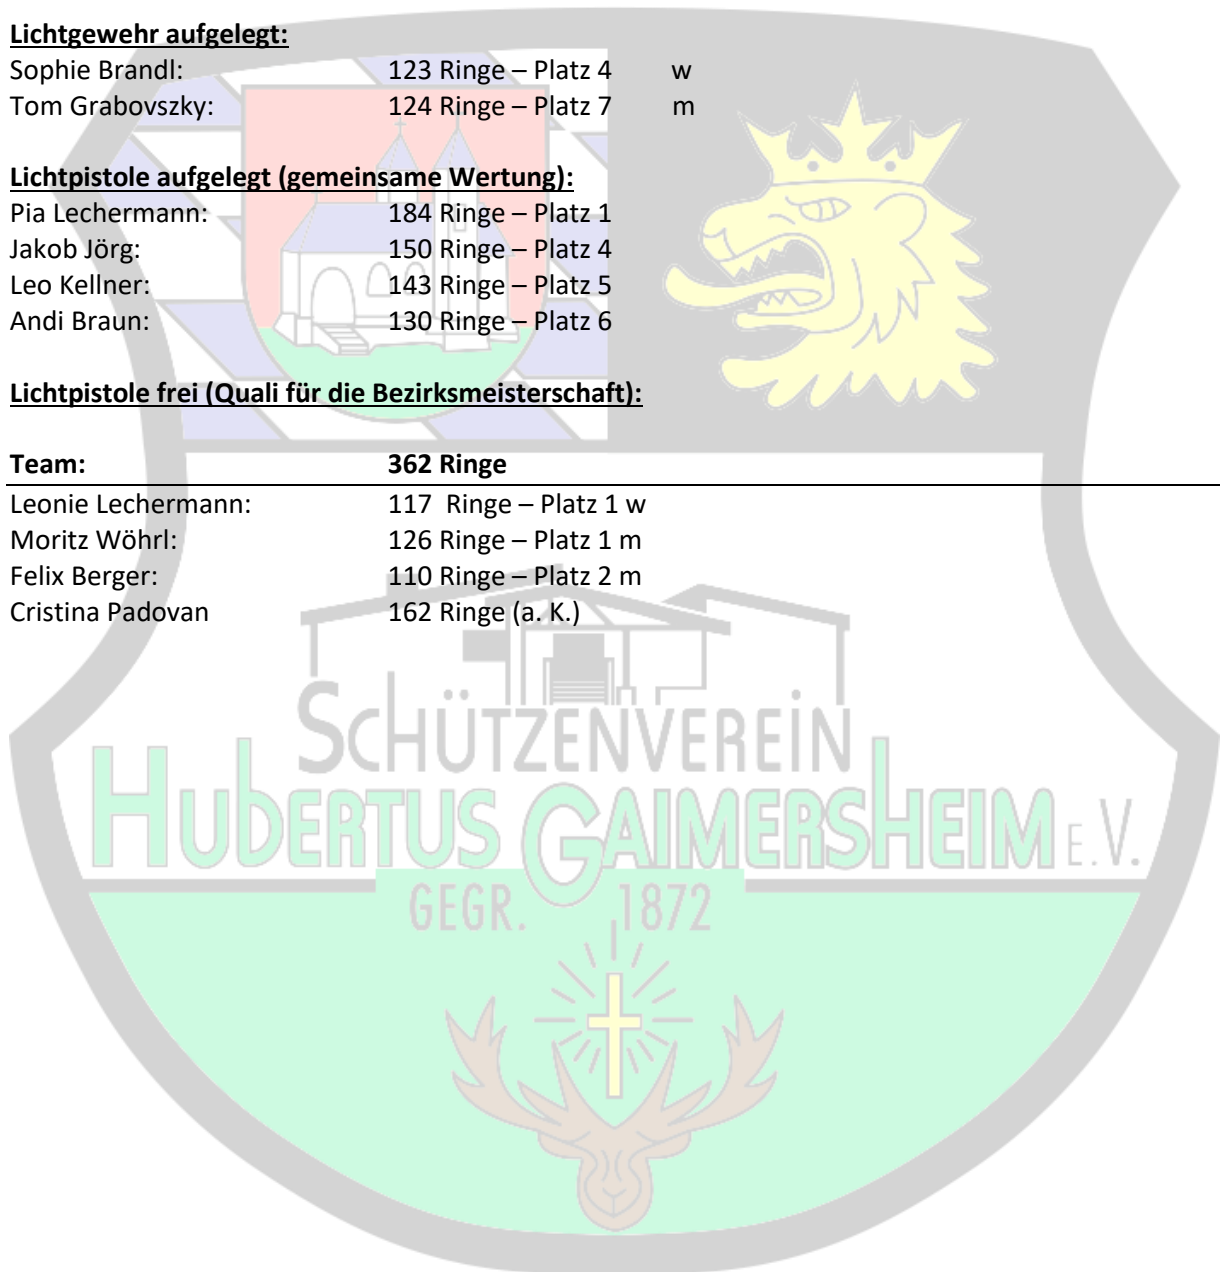 Lichtgewehr aufgelegt:
Sophie Brandl: 123 Ringe – Platz 4 w
Tom Grabovszky: 124 Ringe – Platz 7 m
Lichtpistole aufgelegt (gemeinsame Wertung):
Pia Lechermann: 184 Ringe – Platz 1
Jakob Jörg: 150 Ringe – Platz 4
Leo Kellner: 143 Ringe – Platz 5
Andi Braun: 130 Ringe – Platz 6
Lichtpistole frei (Quali für die Bezirksmeisterschaft):
Team: 362 Ringe
Leonie Lechermann: 117 Ringe – Platz 1 w
Moritz Wöhrl: 126 Ringe – Platz 1 m
Felix Berger: 110 Ringe – Platz 2 m
Cristina Padovan 162 Ringe (a. K.)
SCHÜTZENVEREIN
HUBERTUS GAIMERSHEIM E.V.
GEGR. 1872